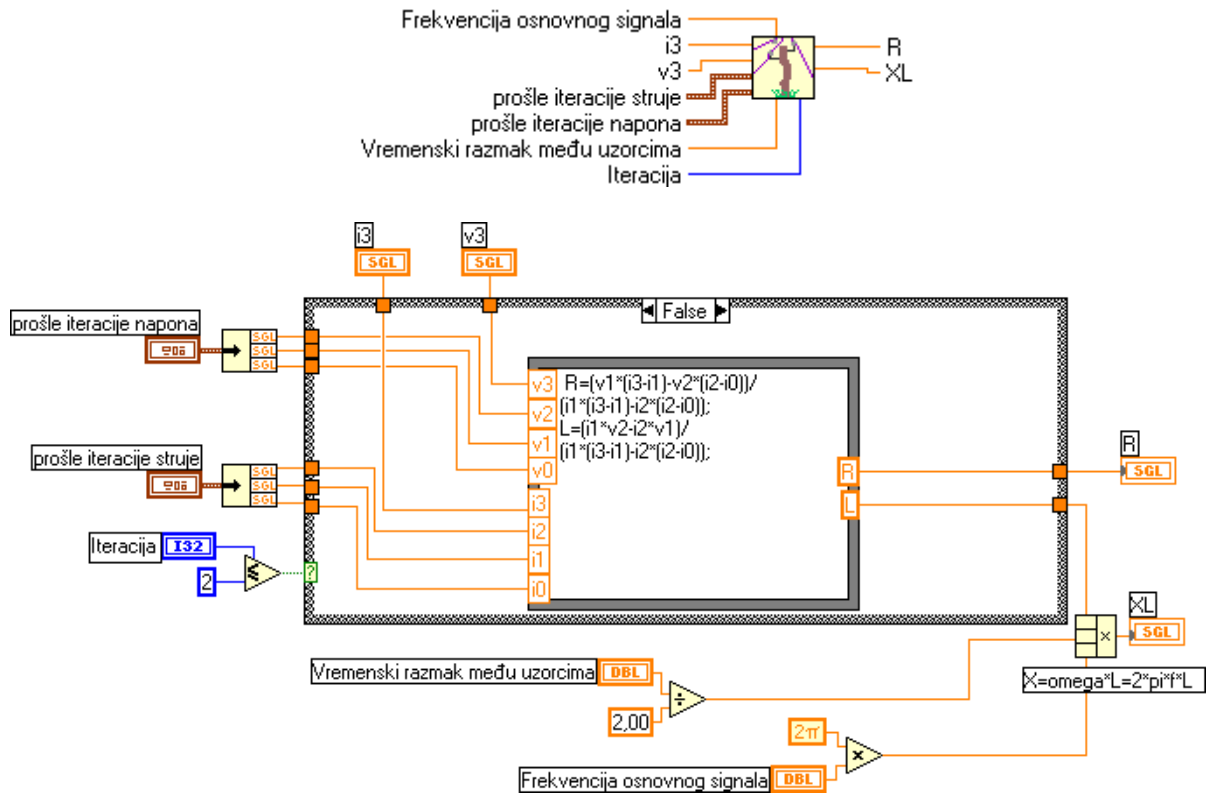 Frekvencija osnovnog signala
i3
v3
prošle iteracije struje
prošle iteracije napona
Vremenski razmak među uzorcima
Iteracija
R
XL
i3
v3
SGL
SGL
False
prošle iteracije napona
SGL
SGL
SGL
v3
v2
v1
v0
R=(v1*(i3-i1)-v2*(i2-i0))/
(i1*(i3-i1)-i2*(i2-i0));
L=(i1*v2-i2*v1)/
(i1*(i3-i1)-i2*(i2-i0));
prošle iteracije struje
SGL
SGL
SGL
i3
i2
i1
i0
R
L
R
SGL
Iteracija
I32
2
≤
?
XL
SGL
x
X=omega*L=2*pi*f*L
Vremenski razmak među uzorcima
DBL
2,00
÷
2π
x
Frekvencija osnovnog signala
DBL